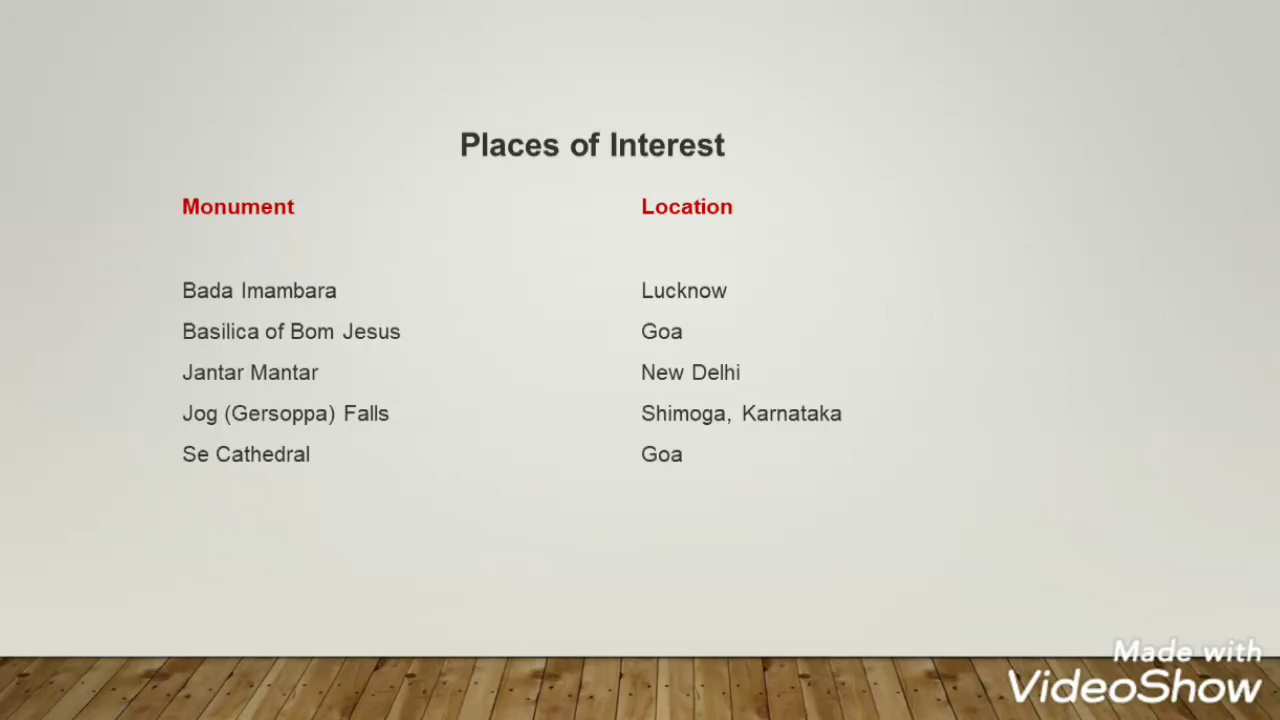 Places of Interest
Monument Location
Bada Imambara Lucknow
Basilica of Bom Jesus Goa
Jantar Mantar New Delhi
Jog (Gersoppa) Falls Shimoga, Karnataka
Se Cathedral Goa
Made with
VideoShow